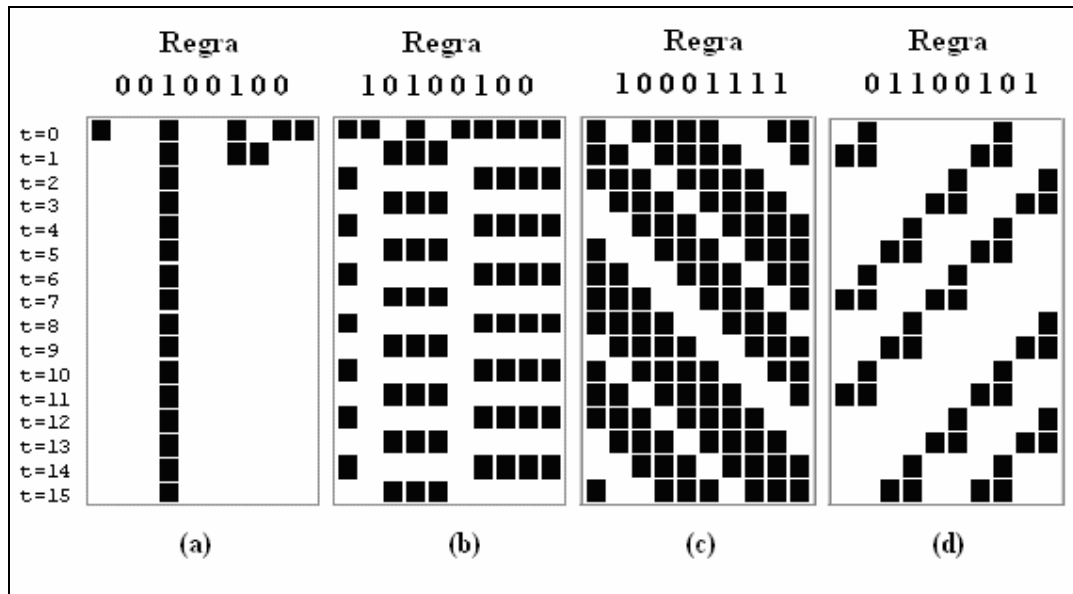 Regra Regra Regra Regra
00100100 10100100 10001111 01100101
t=0
t=1
t=2
t=3
t=4
t=5
t=6
t=7
t=8
t=9
t=10
t=11
t=12
t=13
t=14
t=15
(a) (b) (c) (d)